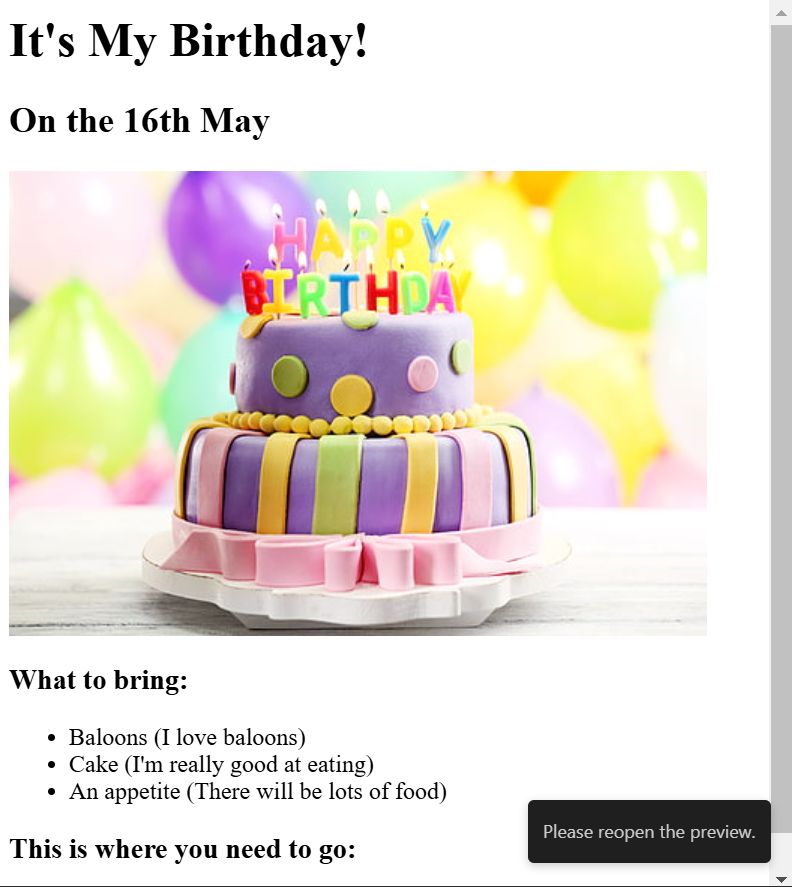 It's My Birthday!
On the 16th May
HAPPY
BIRTHDAY
What to bring:
Baloons (I love baloons)
Cake (I'm really good at eating)
An appetite (There will be lots of food)
Please reopen the preview.
This is where you need to go: